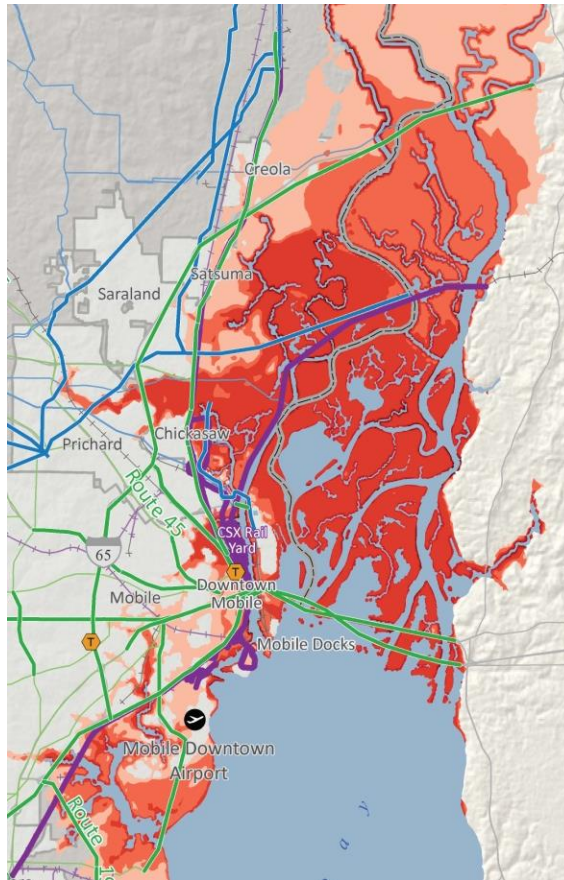 Creola
Satsuma
Saraland
Prichard
Chickasaw
Route 45
65
CSX Rail
Yard
T
Mobile
Downtown
Mobile
T
Mobile Docks
Mobile Downtown
Airport
Route
a y